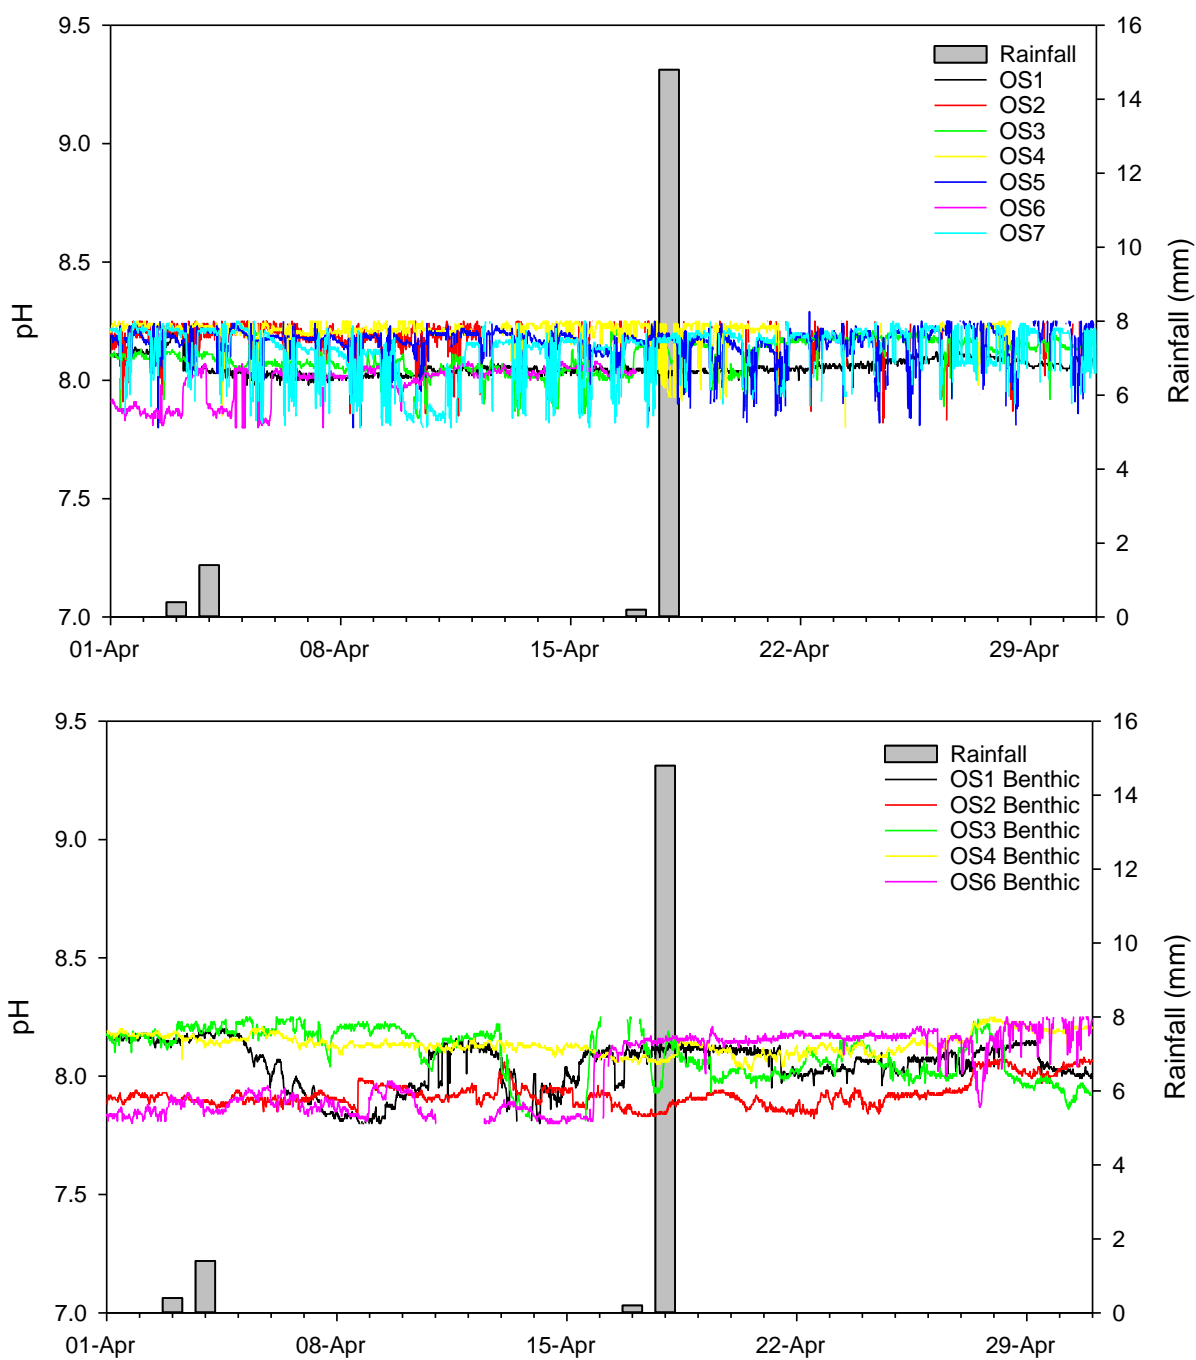 9.5
9.0
8.5
8.0
7.5
7.0
pH
16
14
12
10
8
6
4
2
0
Rainfall (mm)
Rainfall
OS1
OS2
OS3
OS4
OS5
OS6
OS7
01-Apr 08-Apr 15-Apr 22-Apr 29-Apr
9.5
9.0
8.5
8.0
7.5
7.0
pH
16
14
12
10
8
6
4
2
0
Rainfall (mm)
Rainfall
OS1 Benthic
OS2 Benthic
OS3 Benthic
OS4 Benthic
OS6 Benthic
01-Apr 08-Apr 15-Apr 22-Apr 29-Apr